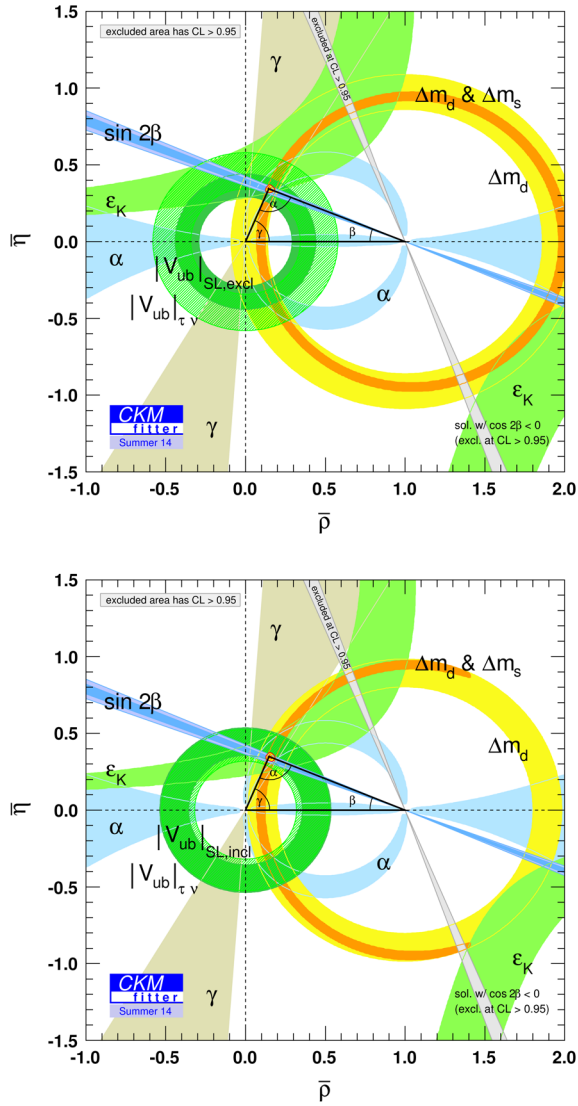 excluded area has CL > 0.95
γ
excluded at CL > 0.95
Δm_d & Δm_s
sin 2β
Δm_d
ε_K
α
α
γ
β
α
|V_ub|_SL,excl
|V_ub|_τ ν
α
γ
ε_K
CKM
fitter
Summer 14
sol. w/ cos 2β < 0
(excl. at CL > 0.95)
1.5
1.0
0.5
0.0
-0.5
-1.0
-1.5
η̄
-1.0 -0.5 0.0 0.5 1.0 1.5 2.0
ρ̄
excluded area has CL > 0.95
γ
excluded at CL > 0.95
Δm_d & Δm_s
sin 2β
Δm_d
ε_K
α
α
γ
β
|V_ub|_SL,incl
α
|V_ub|_τ ν
γ
ε_K
CKM
fitter
Summer 14
sol. w/ cos 2β < 0
(excl. at CL > 0.95)
1.5
1.0
0.5
0.0
-0.5
-1.0
-1.5
η̄
-1.0 -0.5 0.0 0.5 1.0 1.5 2.0
ρ̄